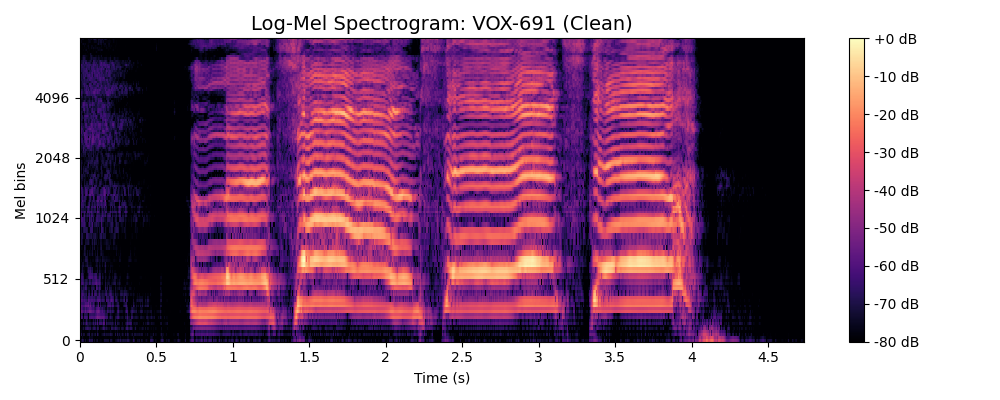 Log-Mel Spectrogram: VOX-691 (Clean)
Mel bins
4096
2048
1024
512
0
0 0.5 1 1.5 2 2.5 3 3.5 4 4.5
Time (s)
+0 dB
-10 dB
-20 dB
-30 dB
-40 dB
-50 dB
-60 dB
-70 dB
-80 dB